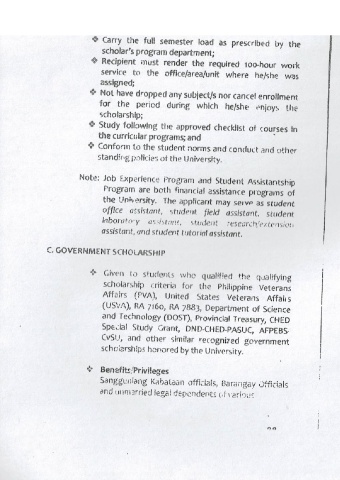 ❖ Carry the full semester load as prescribed by the
scholar's program department;
❖ Recipient must render the required 100-hour work
service to the office/area/unit where he/she was
assigned;
❖ Not have dropped any subject/s nor cancel enrollment
for the period during which he/she enjoys the
scholarship;
❖ Study following the approved checklist of courses in
the curricular programs; and
❖ Conform to the student norms and conduct and other
standing policies of the University.
Note: Job Experience Program and Student Assistantship
Program are both financial assistance programs of
the University. The applicant may serve as student
office assistant, student field assistant, student
laboratory assistant, student research/extension
assistant, and student tutorial assistant.
C. GOVERNMENT SCHOLARSHIP
❖ Given to students who qualified the qualifying
scholarship criteria for the Philippine Veterans
Affairs (PVA), United States Veterans Affairs
(USVA), RA 7160, RA 7883, Department of Science
and Technology (DOST), Provincial Treasury, CHED
Special Study Grant, DND-CHED-PASUC, AFPEBS-
CvSU, and other similar recognized government
scholarships honored by the University.
❖ Benefits/Privileges
Sangguniang Kabataan officials, Barangay Officials
and unmarried legal dependents of various